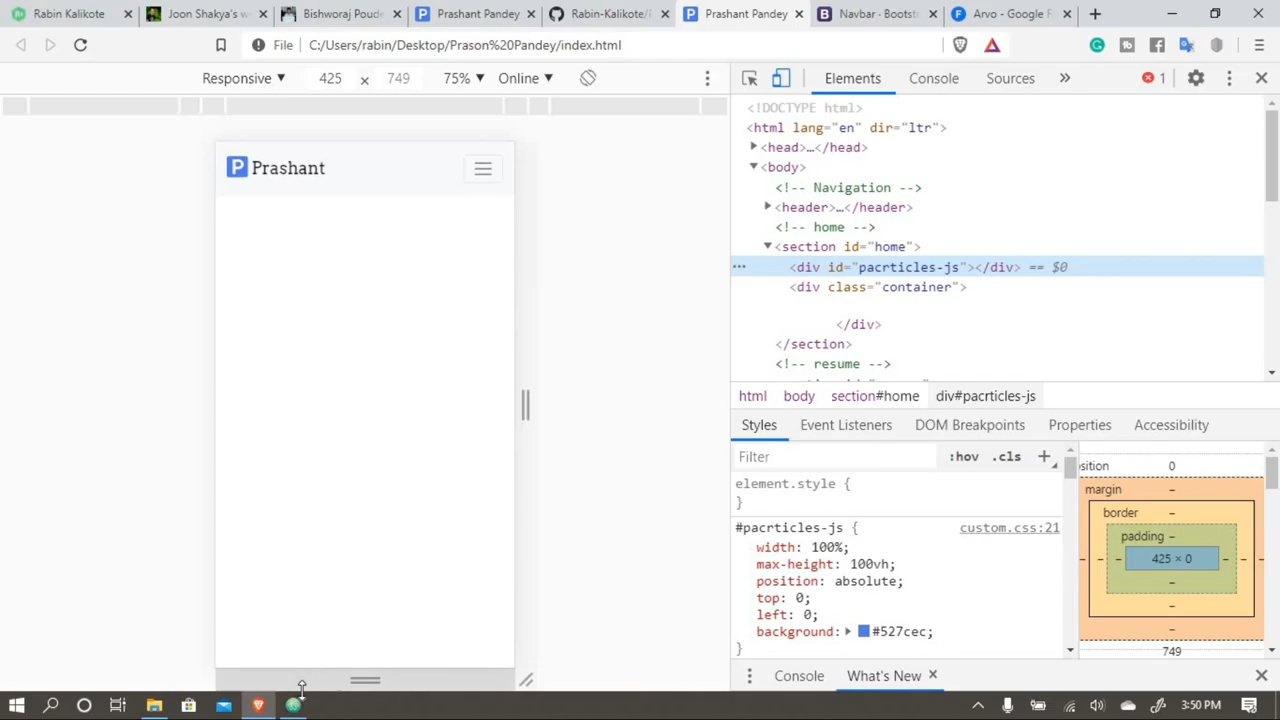 Rabin Kalikote
Joon Shakya's w
Bishworaj Poude
Prashant Pandey
Rabin-Kalikote/
Prashant Pandey
Navbar · Bootst
Arvo - Google F
File
C:/Users/rabin/Desktop/Prason%20Pandey/index.html
Responsive
425
x
749
75%
Online
P Prashant
Elements
Console
Sources
1
<!DOCTYPE html>
<html lang="en" dir="ltr">
<head>…</head>
<body>
<!-- Navigation -->
<header>…</header>
<!-- home -->
<section id="home">
<div id="pacrticles-js"></div> == $0
<div class="container">
</div>
</section>
<!-- resume -->
html
body
section#home
div#pacrticles-js
Styles
Event Listeners
DOM Breakpoints
Properties
Accessibility
Filter
:hov
.cls
element.style {
}
#pacrticles-js {
custom.css:21
width: 100%;
max-height: 100vh;
position: absolute;
top: 0;
left: 0;
background: #527cec;
}
sition
0
margin
–
border
–
padding
–
425 × 0
749
Console
What's New
3:50 PM